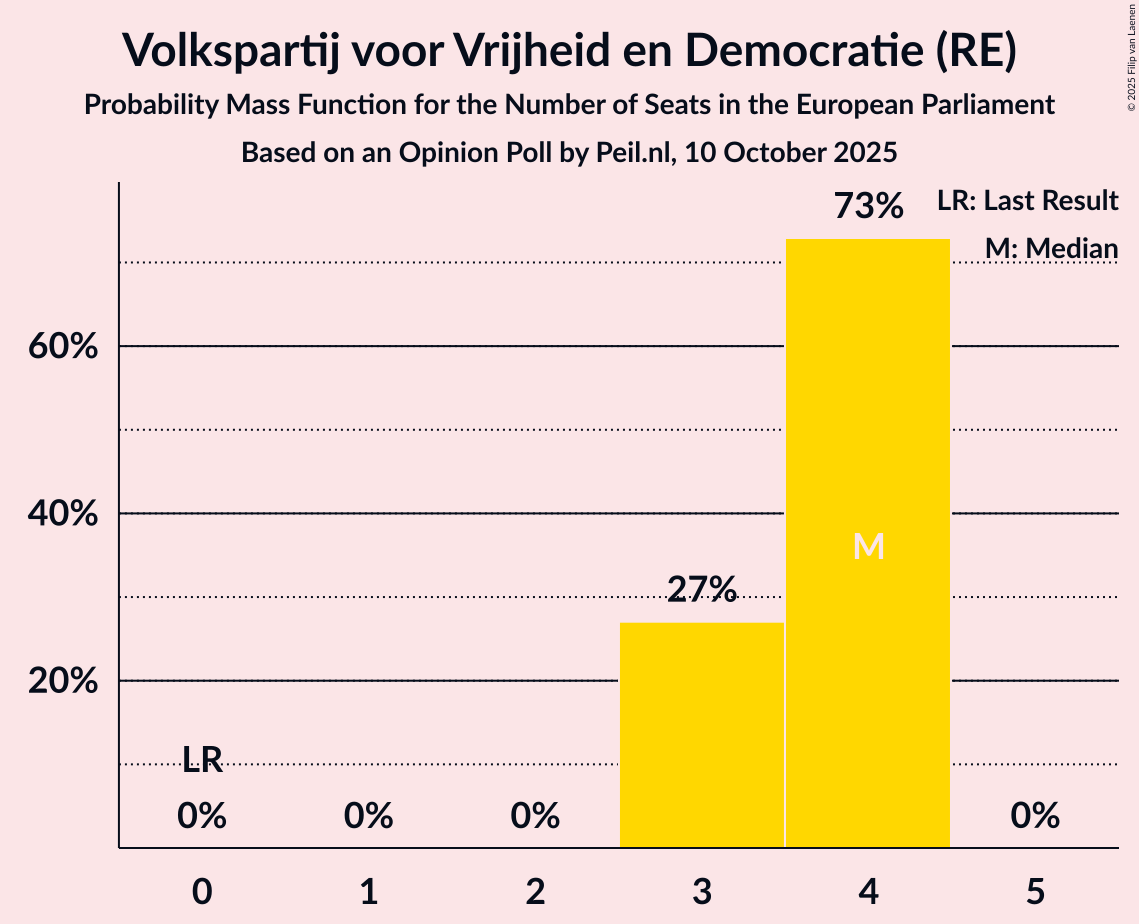 Volkspartij voor Vrijheid en Democratie (RE)
Probability Mass Function for the Number of Seats in the European Parliament
Based on an Opinion Poll by Peil.nl, 10 October 2025
© 2025 Filip van Laenen
LR: Last Result
M: Median
73%
60%
40%
M
27%
20%
LR
0% 0% 0% 0%
0 1 2 3 4 5